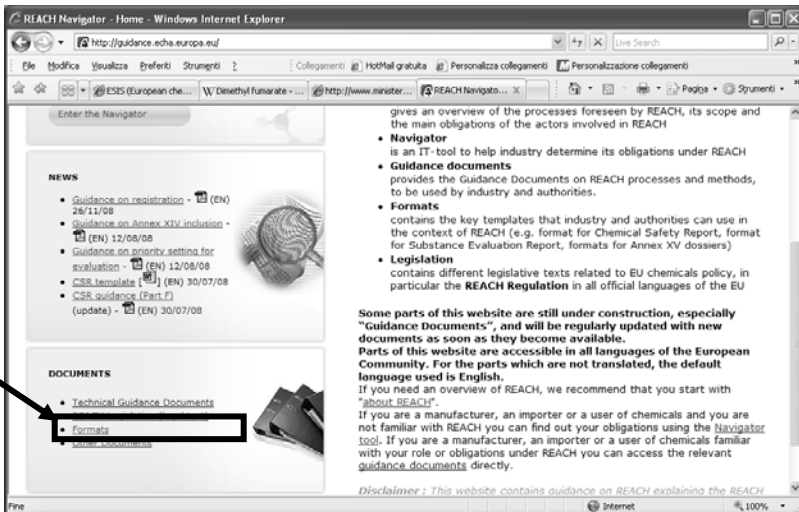 REACH Navigator - Home - Windows Internet Explorer
http://guidance.echa.europa.eu/
Live Search
File Modifica Visualizza Preferiti Strumenti ?
Collegamenti HotMail gratuita Personalizza collegamenti Personalizzazione collegamenti
ESIS (European che... Dimethyl fumarate - ... http://www.minister... REACH Navigato... Pagina Strumenti
Enter the Navigator
NEWS
Guidance on registration - (EN)
26/11/08
Guidance on Annex XIV inclusion -
(EN) 12/08/08
Guidance on priority setting for
evaluation - (EN) 12/08/08
CSR template [ ] (EN) 30/07/08
CSR guidance (Part F)
(update) - (EN) 30/07/08
DOCUMENTS
Technical Guidance Documents
Formats
Other Documents
gives an overview of the processes foreseen by REACH, its scope and
the main obligations of the actors involved in REACH
Navigator
is an IT-tool to help industry determine its obligations under REACH
Guidance documents
provides the Guidance Documents on REACH processes and methods,
to be used by industry and authorities.
Formats
contains the key templates that industry and authorities can use in
the context of REACH (e.g. format for Chemical Safety Report, format
for Substance Evaluation Report, formats for Annex XV dossiers)
Legislation
contains different legislative texts related to EU chemicals policy, in
particular the REACH Regulation in all official languages of the EU
Some parts of this website are still under construction, especially
"Guidance Documents", and will be regularly updated with new
documents as soon as they become available.
Parts of this website are accessible in all languages of the European
Community. For the parts which are not translated, the default
language used is English.
If you need an overview of REACH, we recommend that you start with
"about REACH".
If you are a manufacturer, an importer or a user of chemicals and you are
not familiar with REACH you can find out your obligations using the Navigator
tool. If you are a manufacturer, an importer or a user of chemicals familiar
with your role or obligations under REACH you can access the relevant
guidance documents directly.
Disclaimer : This website contains guidance on REACH explaining the REACH
Fine
Internet
100%